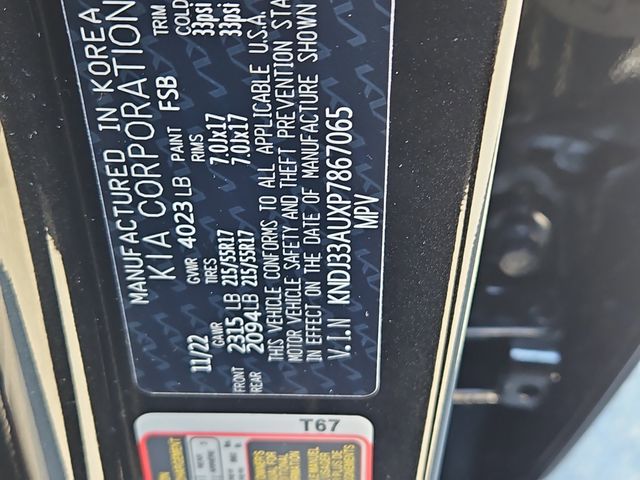 MANUFACTURED IN KOREA
KIA CORPORATION
11/22 GVWR 4023 LB PAINT FSB TRIM
GAWR TIRES RIMS COLD
FRONT 2315 LB 215/55R17 7.0Jx17 33psi
REAR 2094LB 215/55R17 7.0Jx17 33psi
THIS VEHICLE CONFORMS TO ALL APPLICABLE U.S.A.
MOTOR VEHICLE SAFETY AND THEFT PREVENTION STA
IN EFFECT ON THE DATE OF MANUFACTURE SHOWN
V.I.N KNDJ33AUXP7867065
MPV
T67